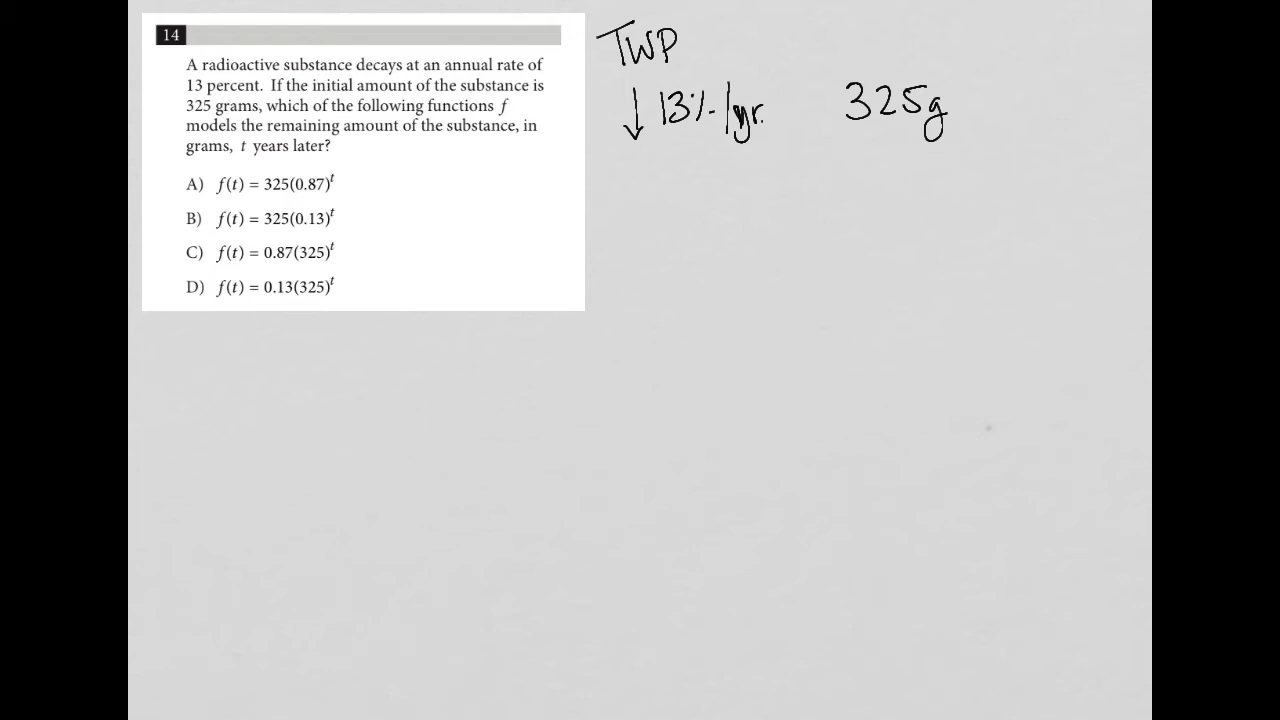 14
A radioactive substance decays at an annual rate of
13 percent. If the initial amount of the substance is
325 grams, which of the following functions f
models the remaining amount of the substance, in
grams, t years later?
A) f(t) = 325(0.87)^t
B) f(t) = 325(0.13)^t
C) f(t) = 0.87(325)^t
D) f(t) = 0.13(325)^t
TWP
↓ 13% /yr. 325g